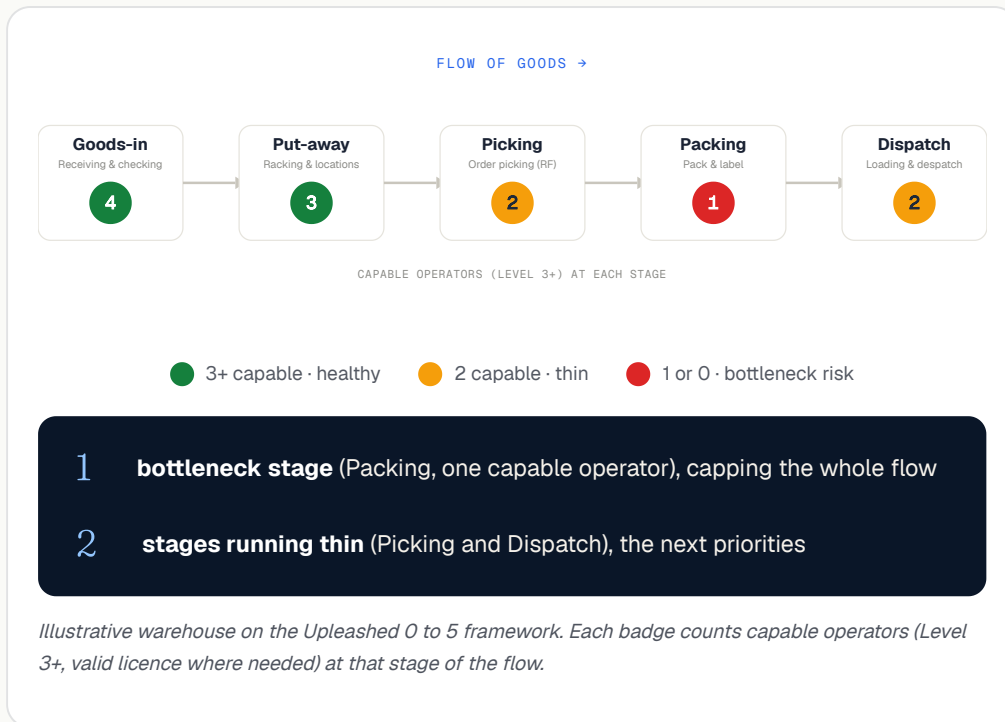 FLOW OF GOODS →
Goods-in
Receiving & checking
4
Put-away
Racking & locations
3
Picking
Order picking (RF)
2
Packing
Pack & label
1
Dispatch
Loading & despatch
2
CAPABLE OPERATORS (LEVEL 3+) AT EACH STAGE
3+ capable · healthy
2 capable · thin
1 or 0 · bottleneck risk
1 bottleneck stage (Packing, one capable operator), capping the whole flow
2 stages running thin (Picking and Dispatch), the next priorities
Illustrative warehouse on the Upleashed 0 to 5 framework. Each badge counts capable operators (Level
3+, valid licence where needed) at that stage of the flow.